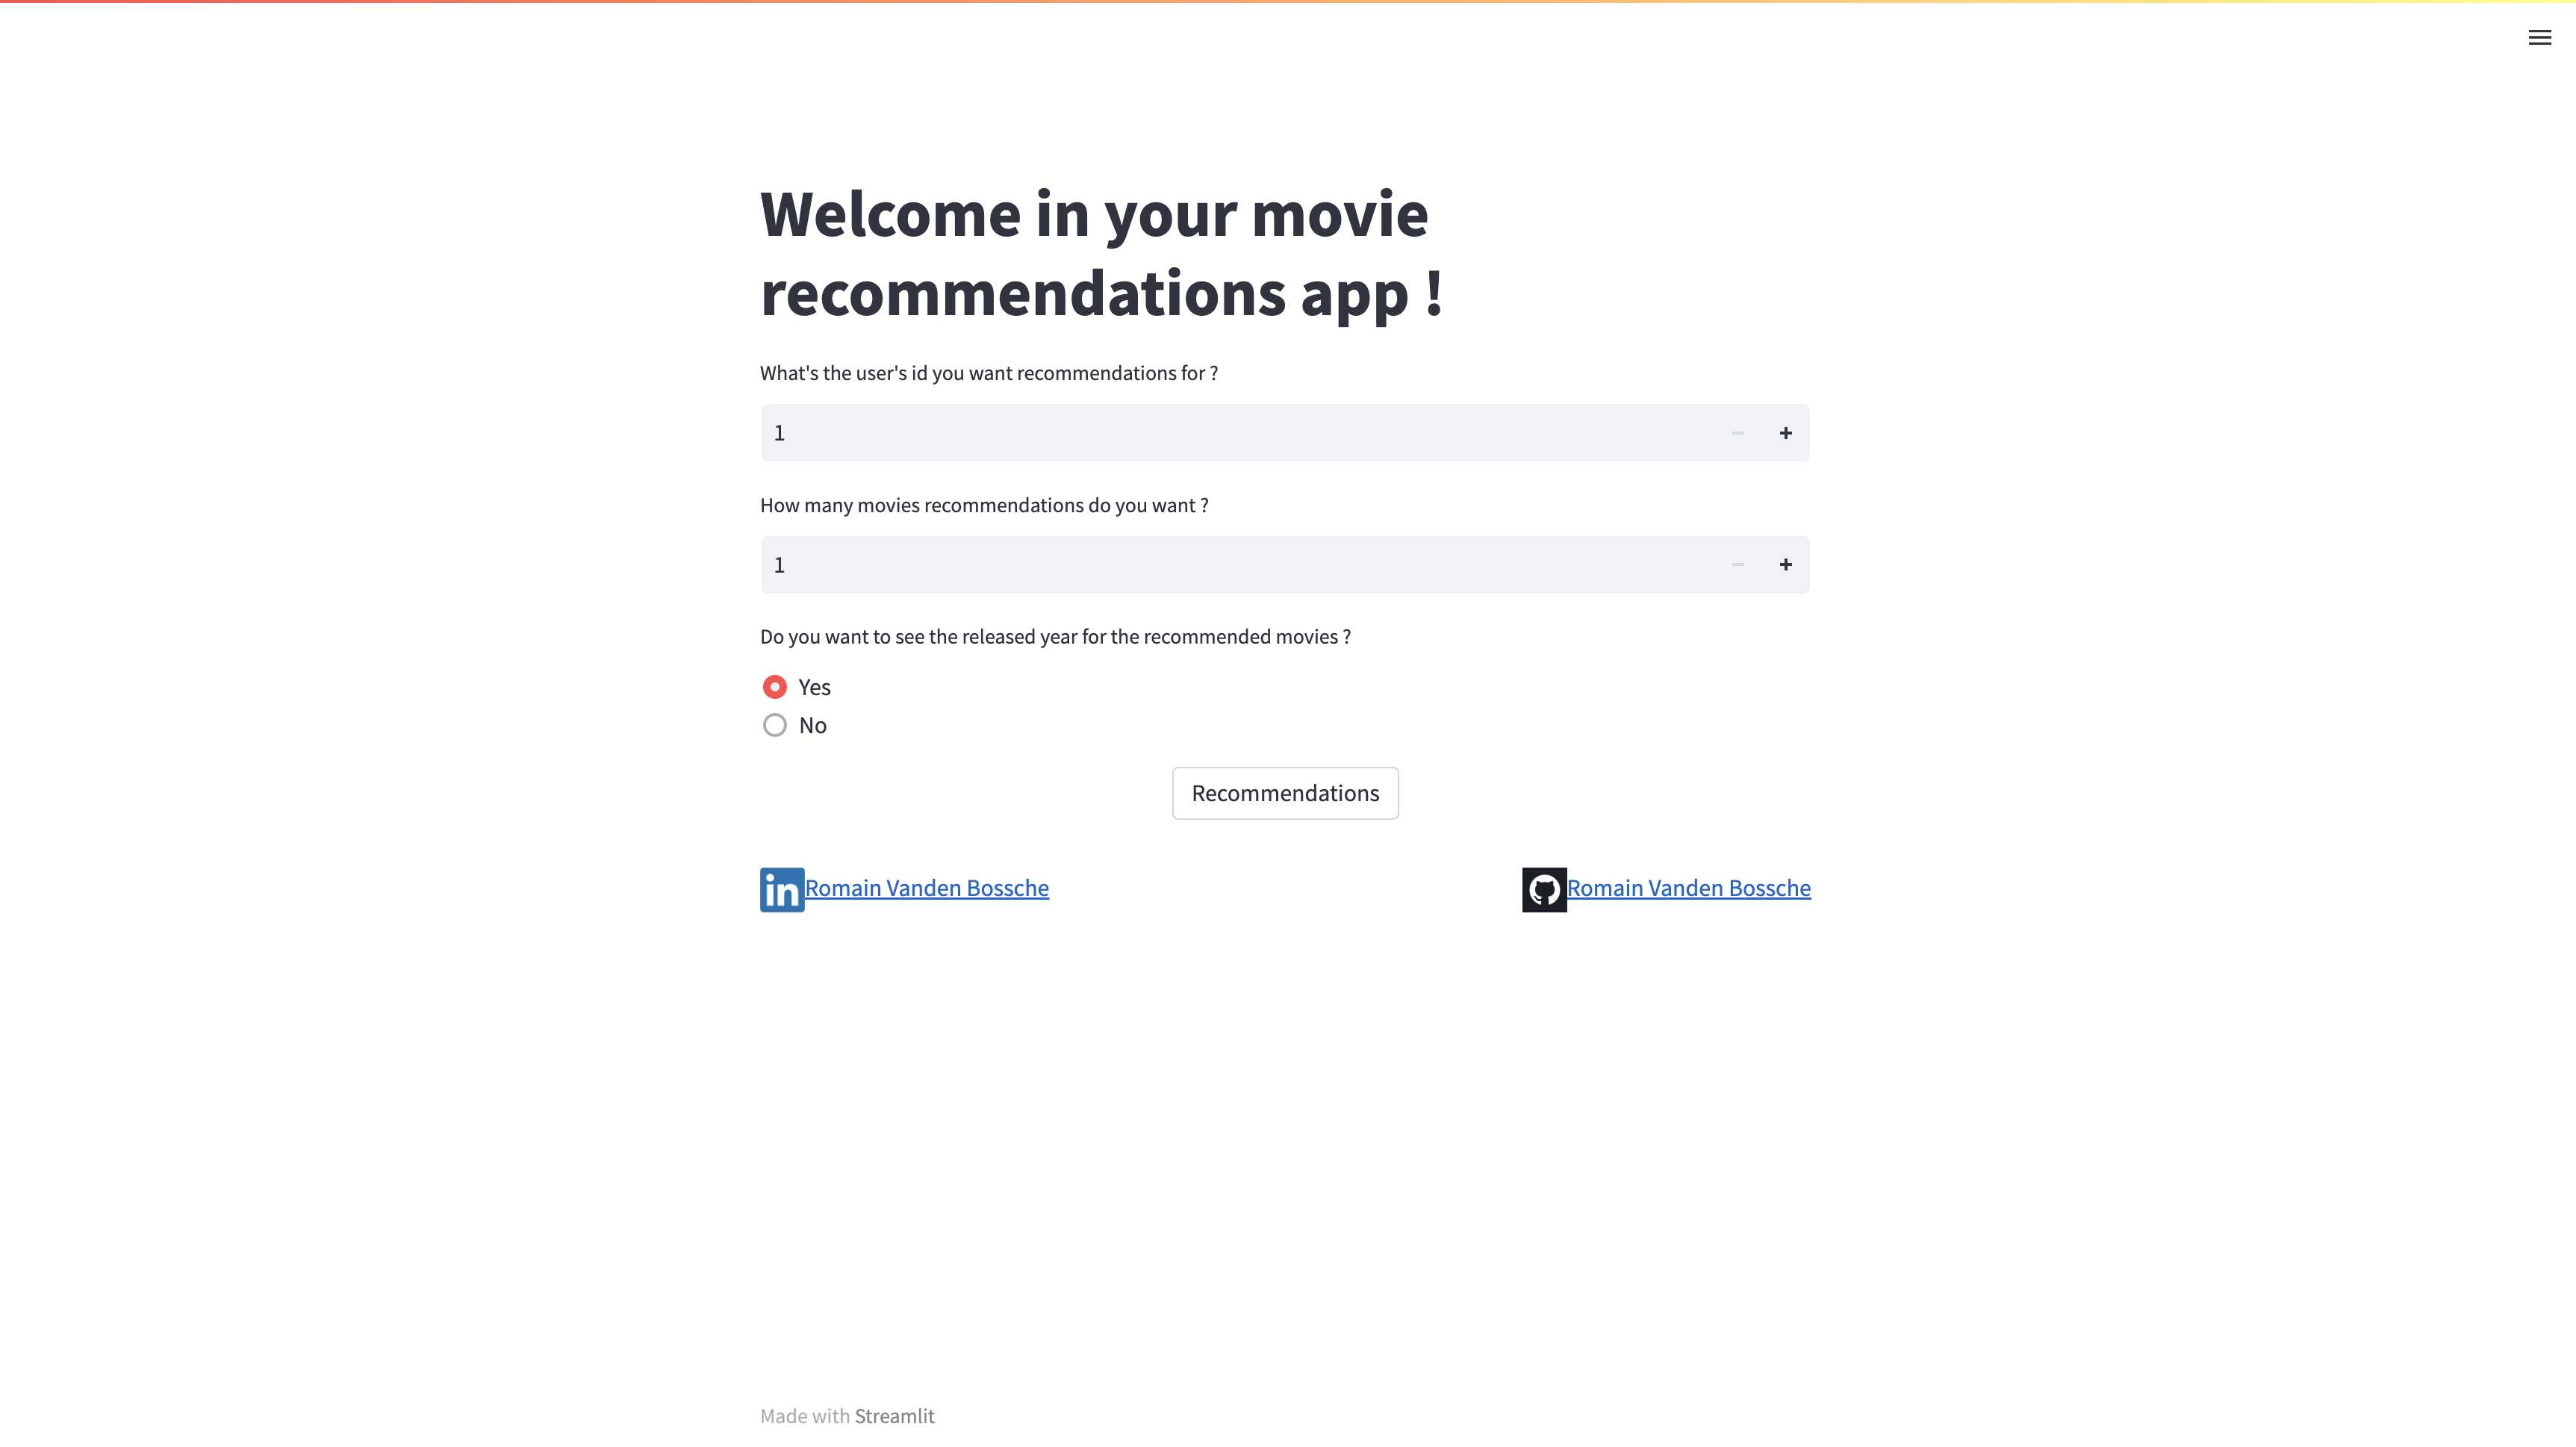 Welcome in your movie
recommendations app !
What's the user's id you want recommendations for ?
1
How many movies recommendations do you want ?
1
Do you want to see the released year for the recommended movies ?
Yes
No
Recommendations
in Romain Vanden Bossche
Romain Vanden Bossche
Made with Streamlit